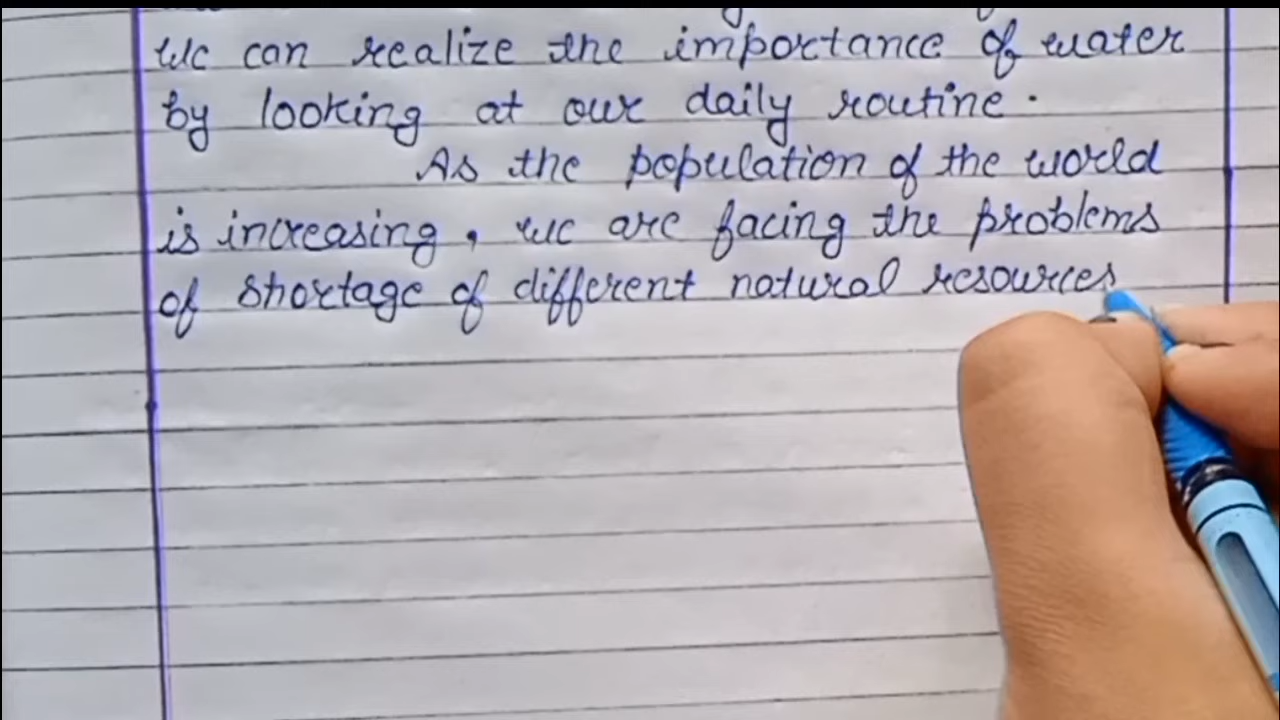 we can realize the importance of water
by looking at our daily routine.
As the population of the world
is increasing, we are facing the problems
of shortage of different natural resources